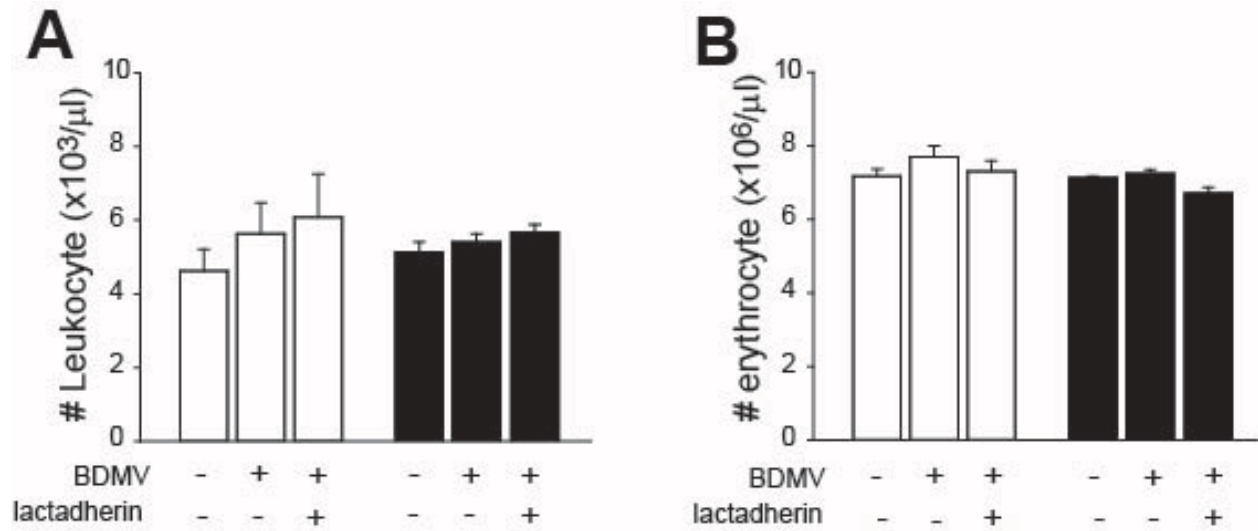 A
# Leukocyte (x10³/µl)
10
8
6
4
2
0
BDMV - + + - + +
lactadherin - - + - - +
B
# erythrocyte (x10⁶/µl)
10
8
6
4
2
0
BDMV - + + - + +
lactadherin - - + - - +